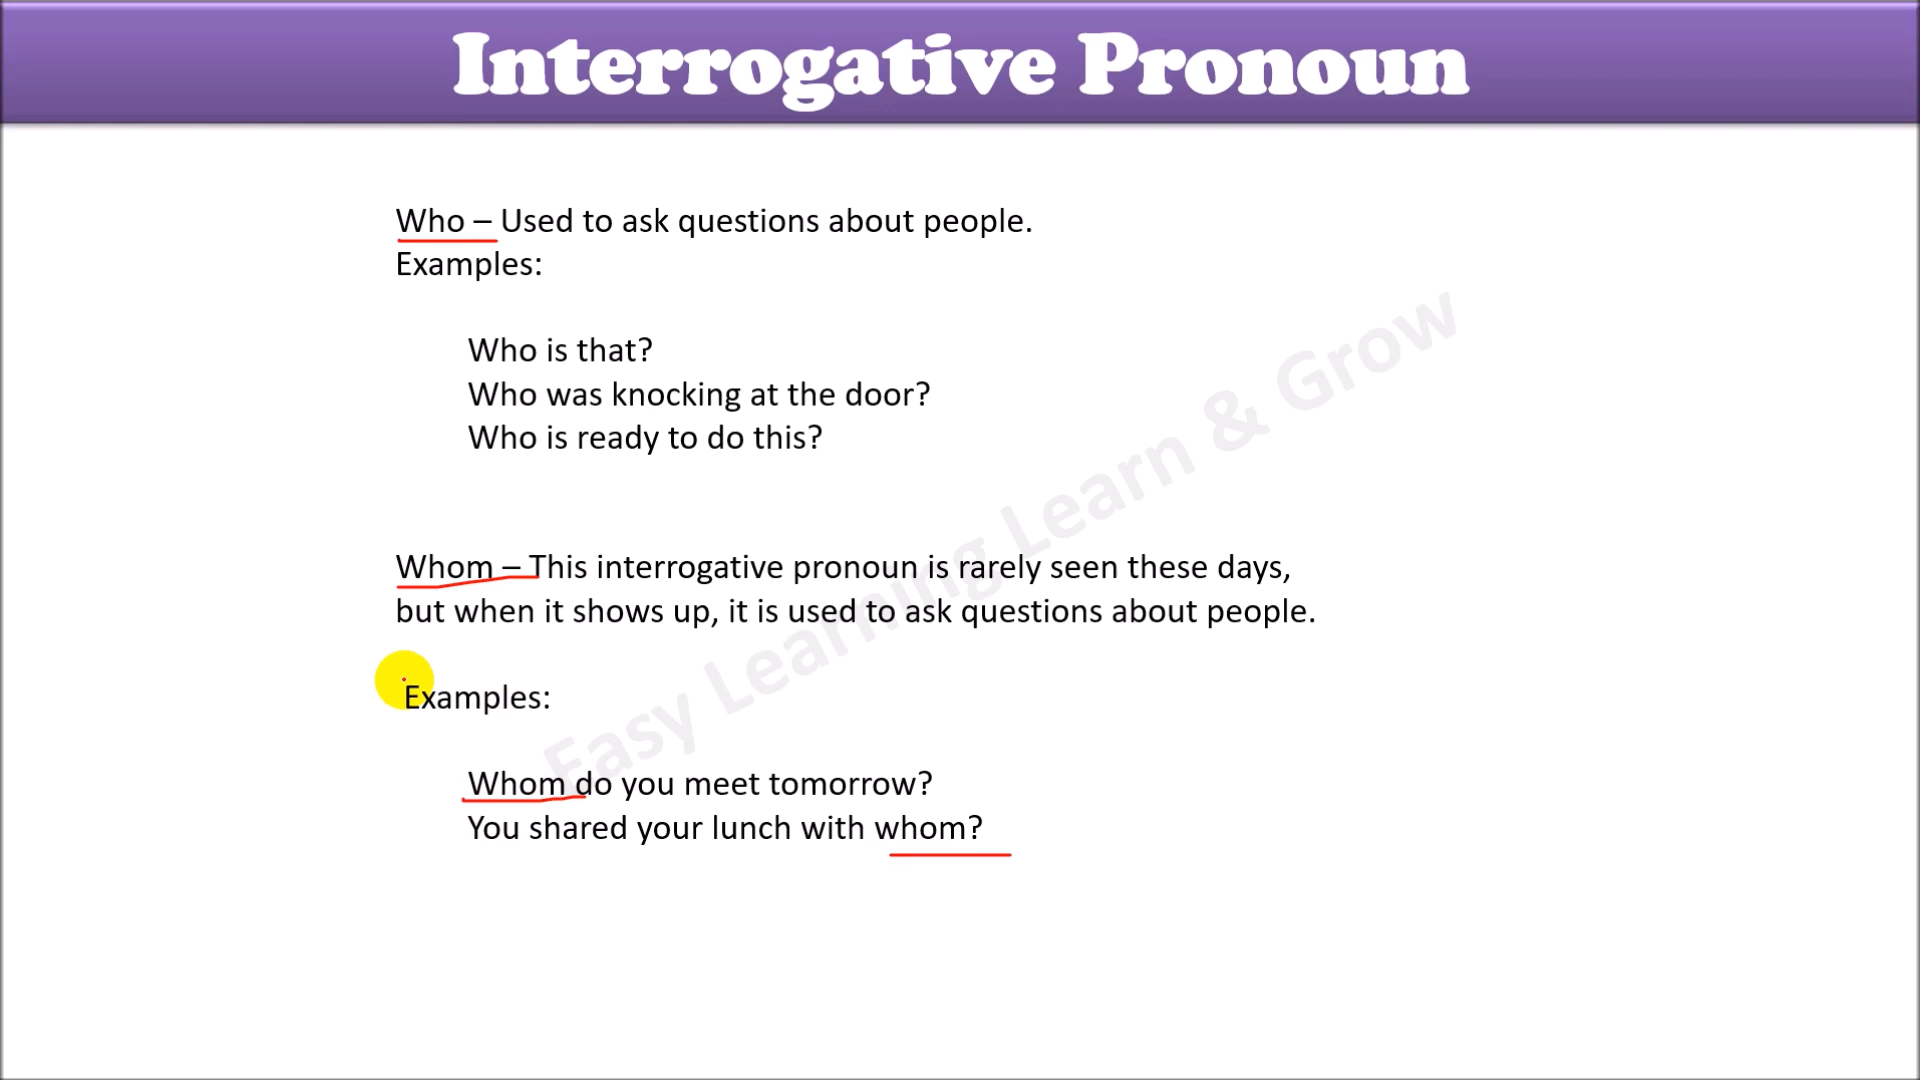 Interrogative Pronoun
Who – Used to ask questions about people.
Examples:
Who is that?
Who was knocking at the door?
Who is ready to do this?
Whom – This interrogative pronoun is rarely seen these days,
but when it shows up, it is used to ask questions about people.
Examples:
Whom do you meet tomorrow?
You shared your lunch with whom?
Easy Learning Learn & Grow